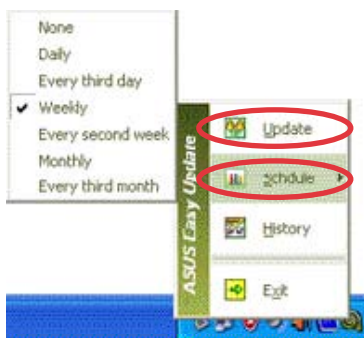 None
Daily
Every third day
Weekly
Every second week
Monthly
Every third month
ASUS Easy Update
Update
Schdule
History
Exit